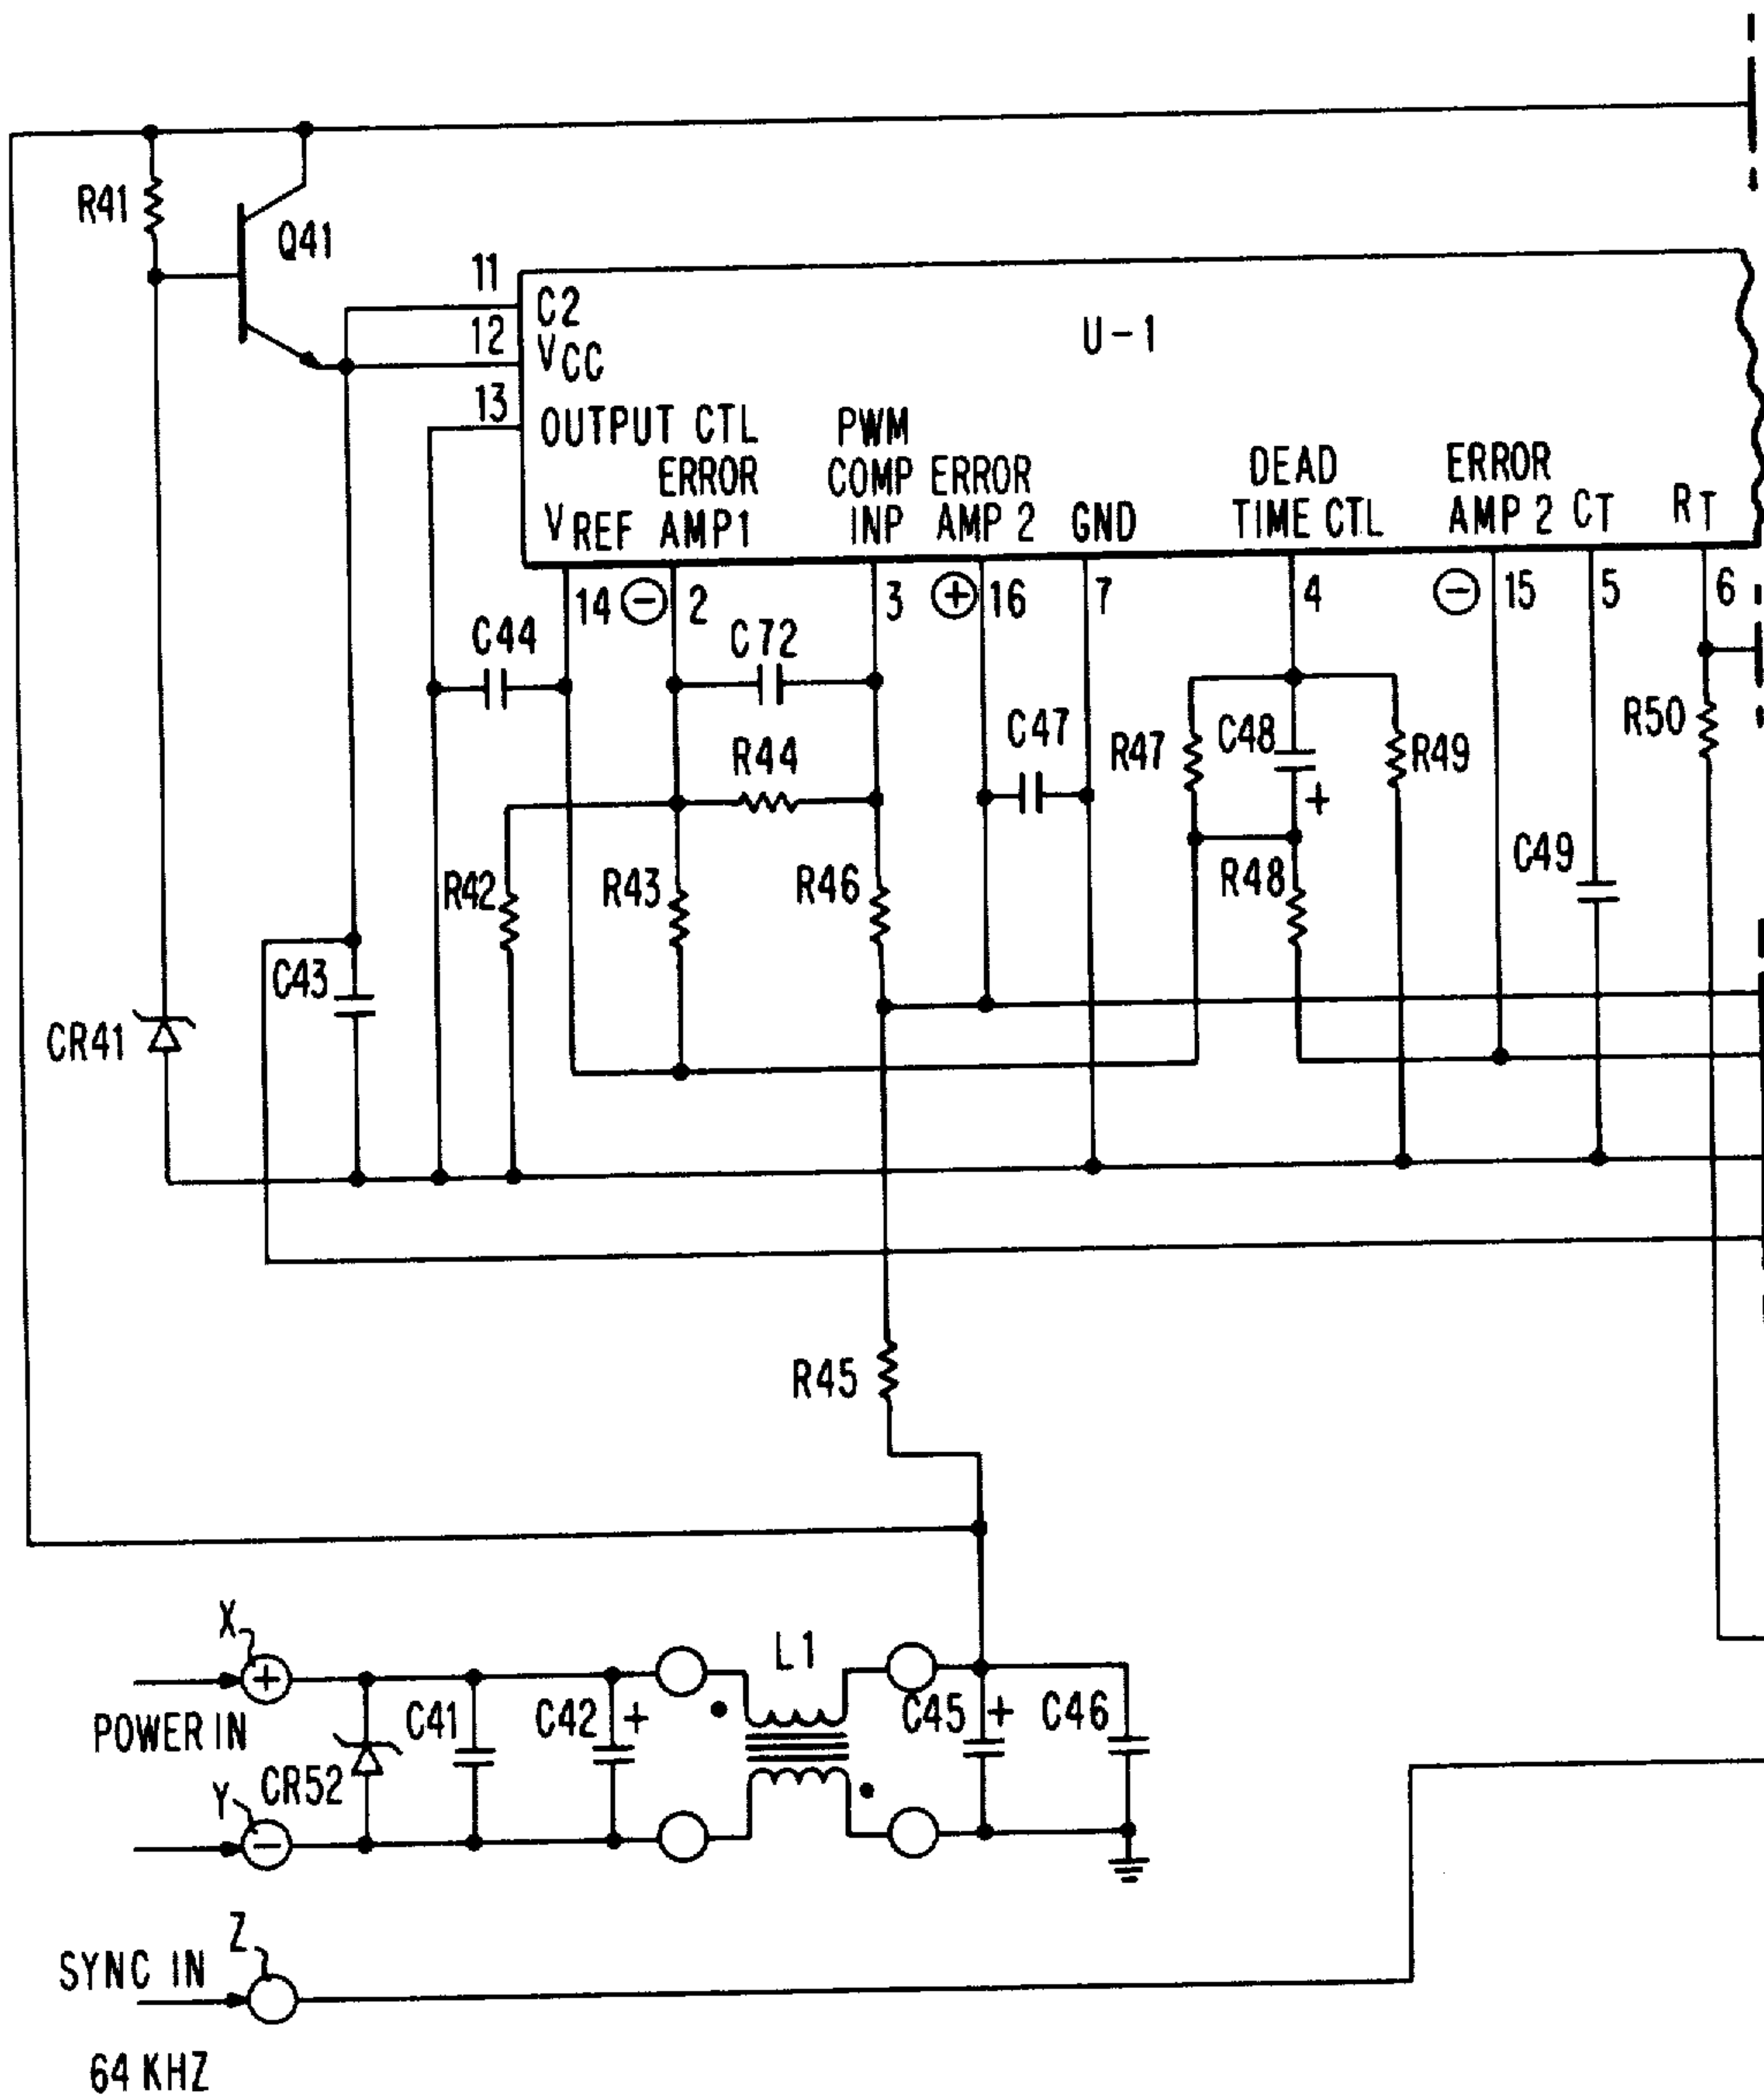 R41
Q41
11
C2
12
VCC
13
U-1
OUTPUT CTL
PWM
ERROR
COMP
ERROR
DEAD
ERROR
VREF
AMP1
INP
AMP 2
GND
TIME CTL
AMP 2
CT
RT
14
−
2
3
+
16
7
4
−
15
5
6
C44
C72
C47
R47
C48
R49
R50
+
R44
R42
R43
R46
R48
C49
C43
CR41
R45
X
+
POWER IN
L1
C41
C42
+
C45
+
C46
Y
−
CR52
SYNC IN
Z
64 KHZ